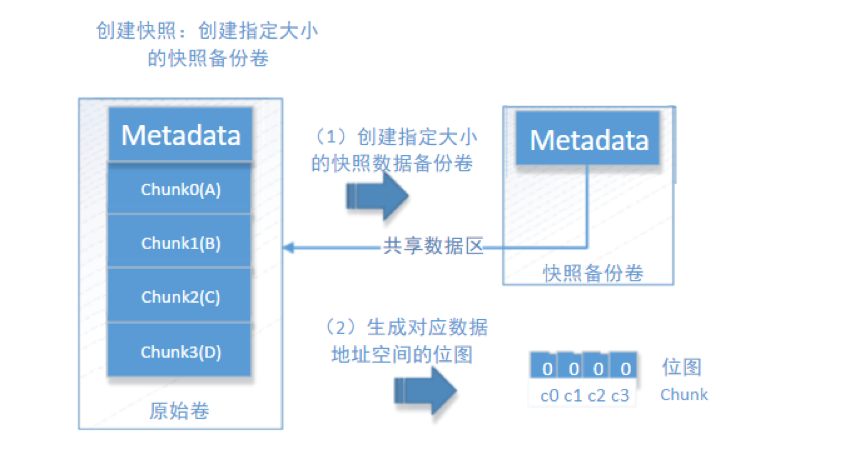 创建快照：创建指定大小
的快照备份卷
Metadata
Chunk0(A)
Chunk1(B)
Chunk2(C)
Chunk3(D)
原始卷
（1）创建指定大小
的快照数据备份卷
共享数据区
Metadata
快照备份卷
（2）生成对应数据
地址空间的位图
0 0 0 0 位图
c0 c1 c2 c3 Chunk